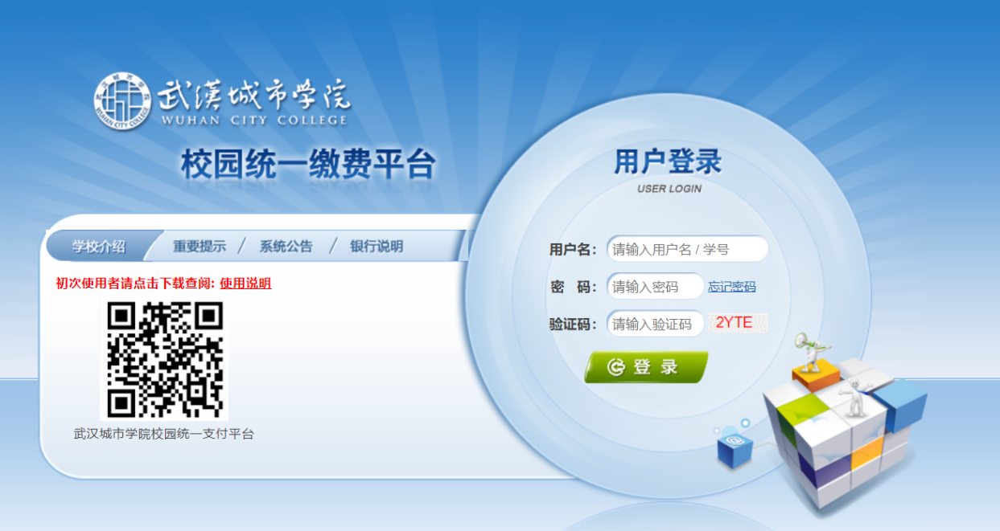 武漢城市学院
WUHAN CITY COLLEGE
校园统一缴费平台
学校介绍 / 重要提示 / 系统公告 / 银行说明
初次使用者请点击下载查阅: 使用说明
武汉城市学院校园统一支付平台
用户登录
USER LOGIN
用户名: 请输入用户名 / 学号
密 码: 请输入密码 忘记密码
验证码: 请输入验证码 2YTE
登 录
@